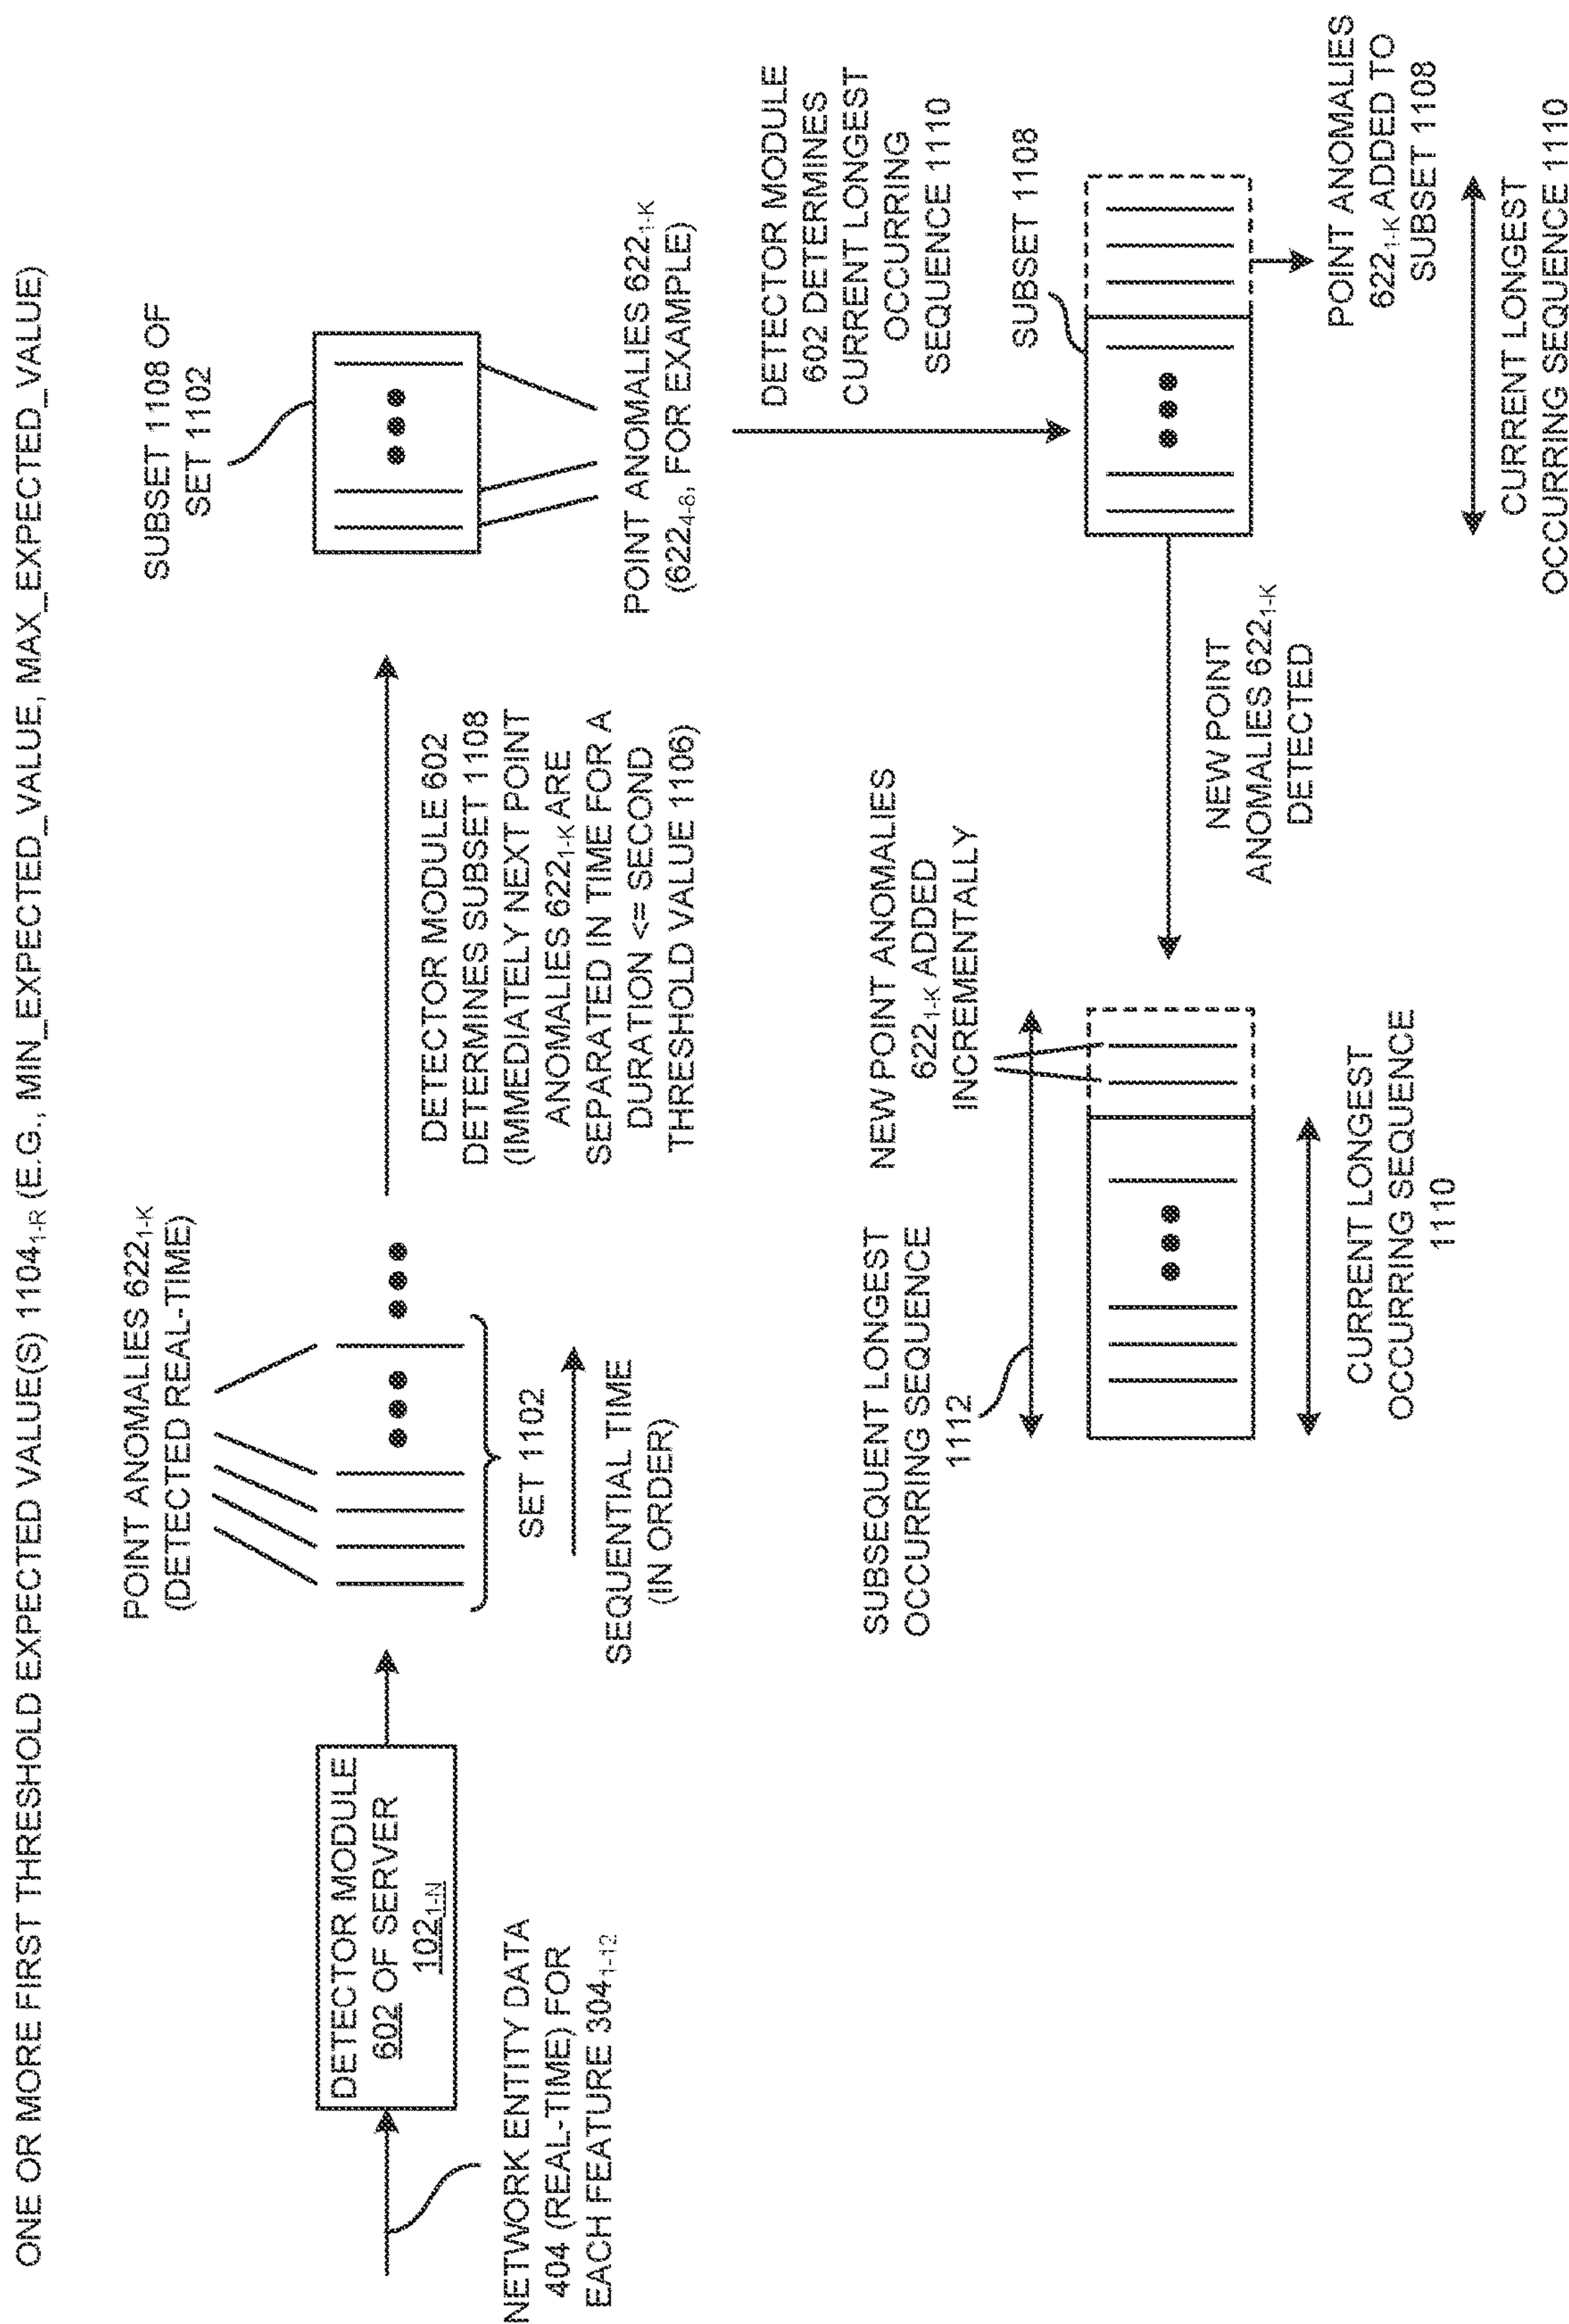 ONE OR MORE FIRST THRESHOLD EXPECTED VALUE(S) 1104₁₋R (E.G., MIN_EXPECTED_VALUE, MAX_EXPECTED_VALUE)
NETWORK ENTITY DATA
404 (REAL-TIME) FOR
EACH FEATURE 304₁₋₁₂
DETECTOR MODULE
602 OF SERVER
102₁₋N
POINT ANOMALIES 622₁₋K
(DETECTED REAL-TIME)
SET 1102
SEQUENTIAL TIME
(IN ORDER)
DETECTOR MODULE 602
DETERMINES SUBSET 1108
(IMMEDIATELY NEXT POINT
ANOMALIES 622₁₋K ARE
SEPARATED IN TIME FOR A
DURATION <= SECOND
THRESHOLD VALUE 1106)
SUBSET 1108 OF
SET 1102
POINT ANOMALIES 622₁₋K
(622₄₋₈, FOR EXAMPLE)
DETECTOR MODULE
602 DETERMINES
CURRENT LONGEST
OCCURRING
SEQUENCE 1110
SUBSET 1108
POINT ANOMALIES
622₁₋K ADDED TO
SUBSET 1108
CURRENT LONGEST
OCCURRING SEQUENCE 1110
NEW POINT
ANOMALIES 622₁₋K
DETECTED
NEW POINT ANOMALIES
622₁₋K ADDED
INCREMENTALLY
SUBSEQUENT LONGEST
OCCURRING SEQUENCE
1112
CURRENT LONGEST
OCCURRING SEQUENCE
1110